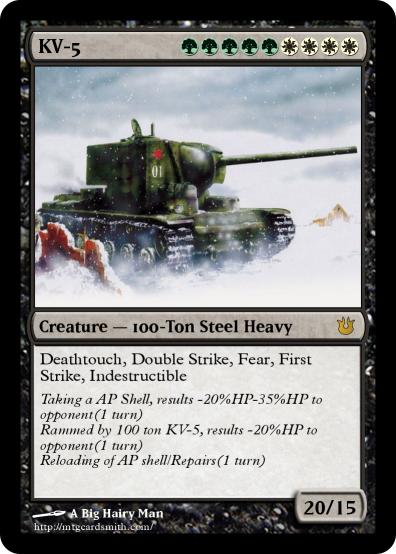 KV-5
01
Creature — 100-Ton Steel Heavy
Deathtouch, Double Strike, Fear, First
Strike, Indestructible
Taking a AP Shell, results -20%HP-35%HP to
opponent(1 turn)
Rammed by 100 ton KV-5, results -20%HP to
opponent(1 turn)
Reloading of AP shell/Repairs(1 turn)
A Big Hairy Man
20/15
http://mtgcardsmith.com/